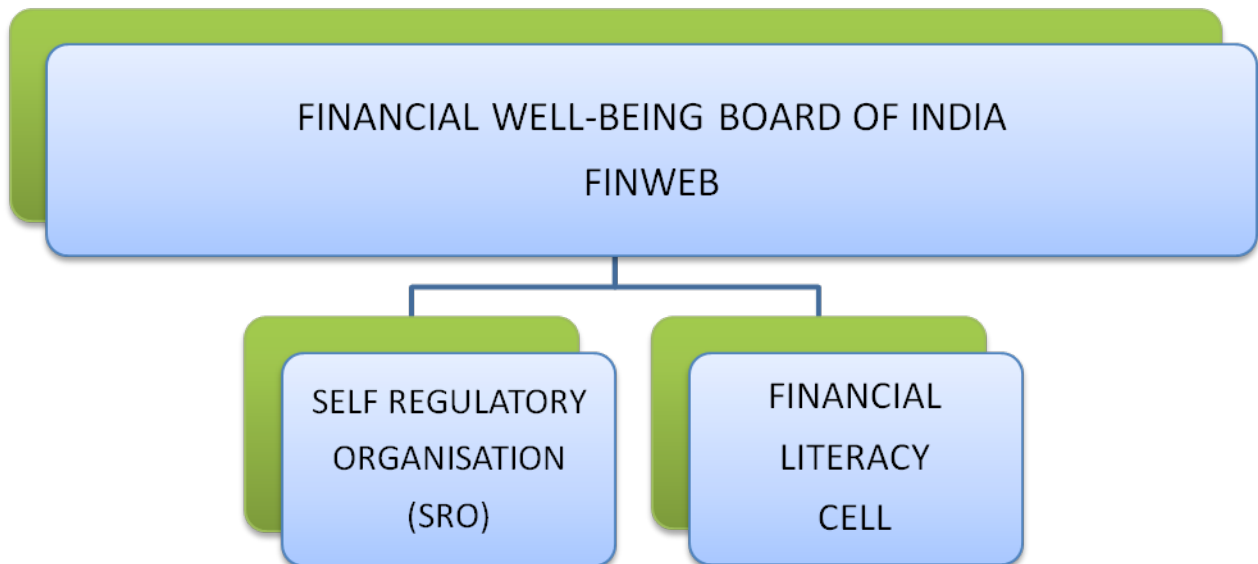 FINANCIAL WELL-BEING BOARD OF INDIA
FINWEB
SELF REGULATORY
ORGANISATION
(SRO)
FINANCIAL
LITERACY
CELL